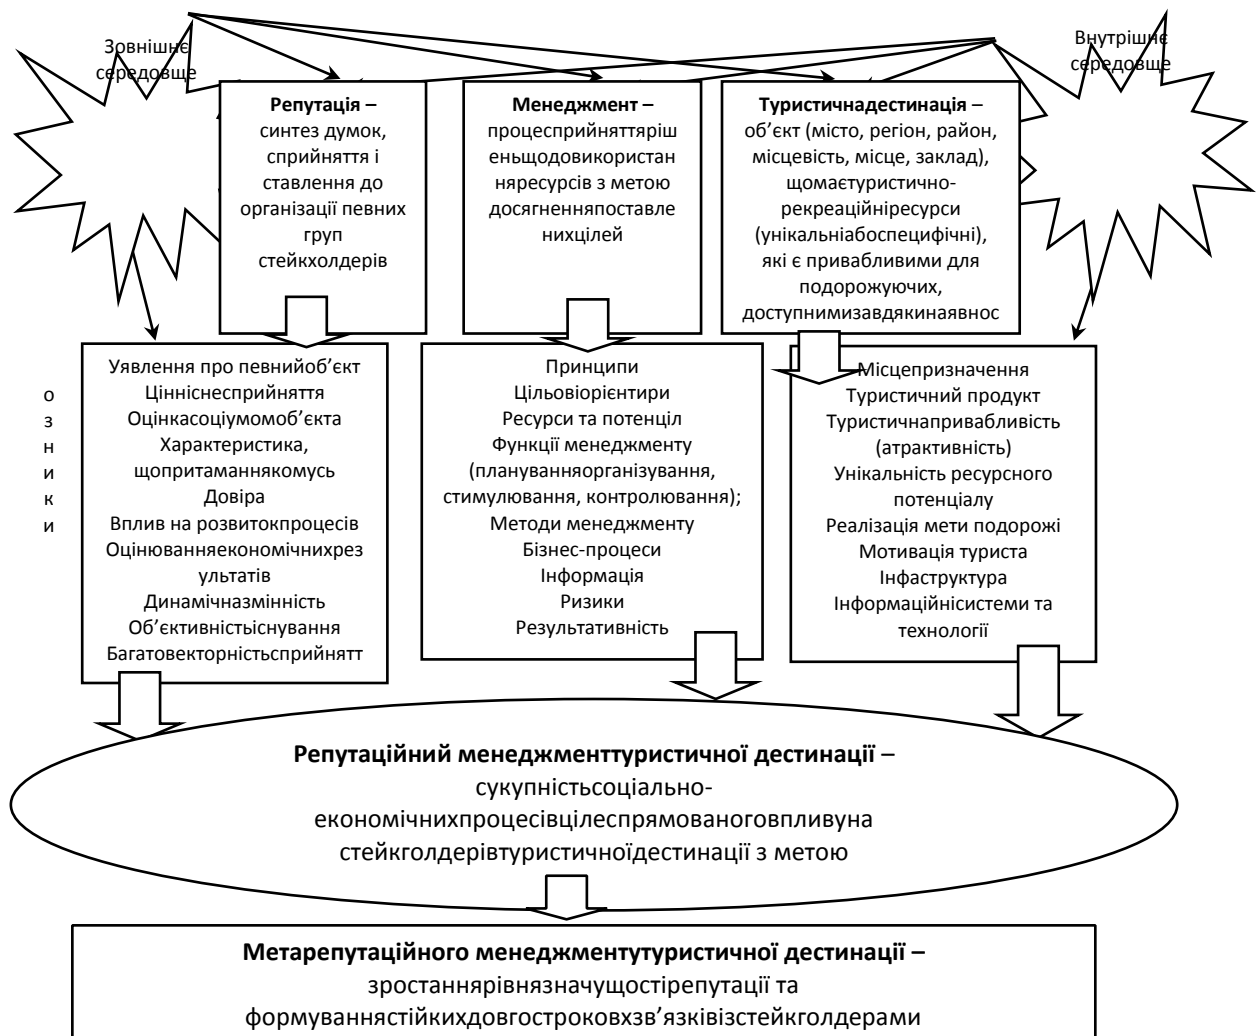 Зовнішнє
середовще
Внутрішнє
середовще
Репутація –
синтез думок,
сприйняття і
ставлення до
організації певних
груп
стейкхолдерів
Менеджмент –
процесприйняттяріш
еньщодовикористан
няресурсів з метою
досягненняпоставле
нихцілей
Туристичнадестинація –
об’єкт (місто, регіон, район,
місцевість, місце, заклад),
щомаєтуристично-
рекреаційніресурси
(унікальніабоспецифічні),
які є привабливими для
подорожуючих,
доступнимизавдякинаявнос
о
з
н
и
к
и
Уявлення про певнийоб’єкт
Цінніснесприйняття
Оцінкасоціумомоб’єкта
Характеристика,
щопритаманнякомусь
Довіра
Вплив на розвитокпроцесів
Оцінюванняекономічнихрез
ультатів
Динамічназмінність
Об’єктивністьіснування
Багатовекторністьсприйнятт
Принципи
Цільовіорієнтири
Ресурси та потенціл
Функції менеджменту
(плануванняорганізування,
стимулювання, контролювання);
Методи менеджменту
Бізнес-процеси
Інформація
Ризики
Результативність
Місцепризначення
Туристичний продукт
Туристичнапривабливість
(атрактивність)
Унікальність ресурсного
потенціалу
Реалізація мети подорожі
Мотивація туриста
Інфаструктура
Інформаційнісистеми та
технології
Репутаційний менеджменттуристичної дестинації –
сукупністьсоціально-
економічнихпроцесівцілеспрямованоговпливуна
стейкголдерівтуристичноїдестинації з метою
Метарепутаційного менеджментутуристичної дестинації –
зростаннярівнязначущостірепутації та
формуваннястійкихдовгостроковхзв’язківізстейкголдерами